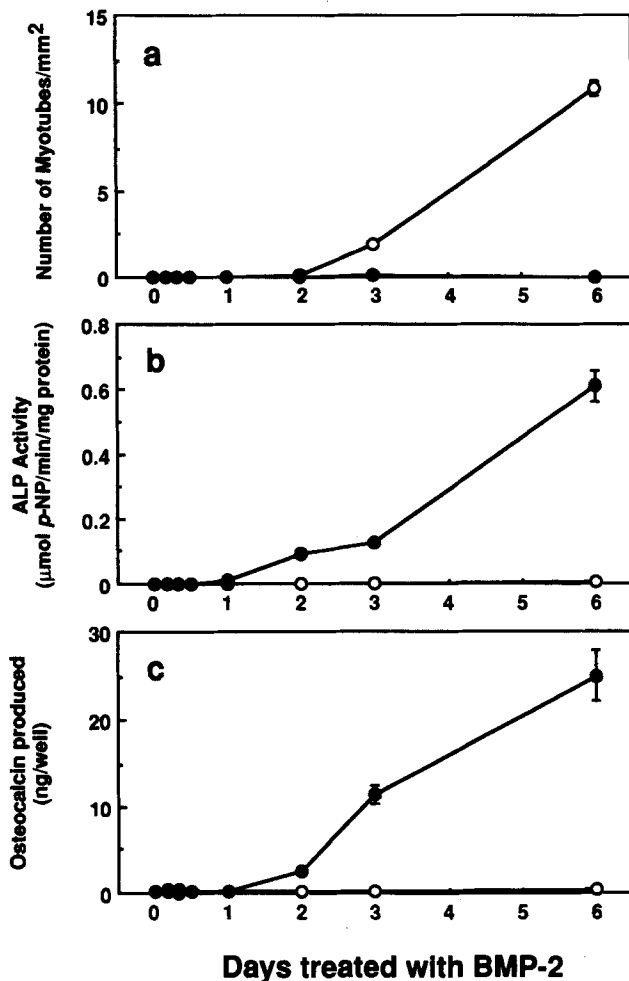 a
Number of Myotubes/mm²
15
10
5
0
0 1 2 3 4 5 6
b
ALP Activity
(μmol p-NP/min/mg protein)
0.8
0.6
0.4
0.2
0
0 1 2 3 4 5 6
c
Osteocalcin produced
(ng/well)
30
20
10
0
0 1 2 3 4 5 6
Days treated with BMP-2